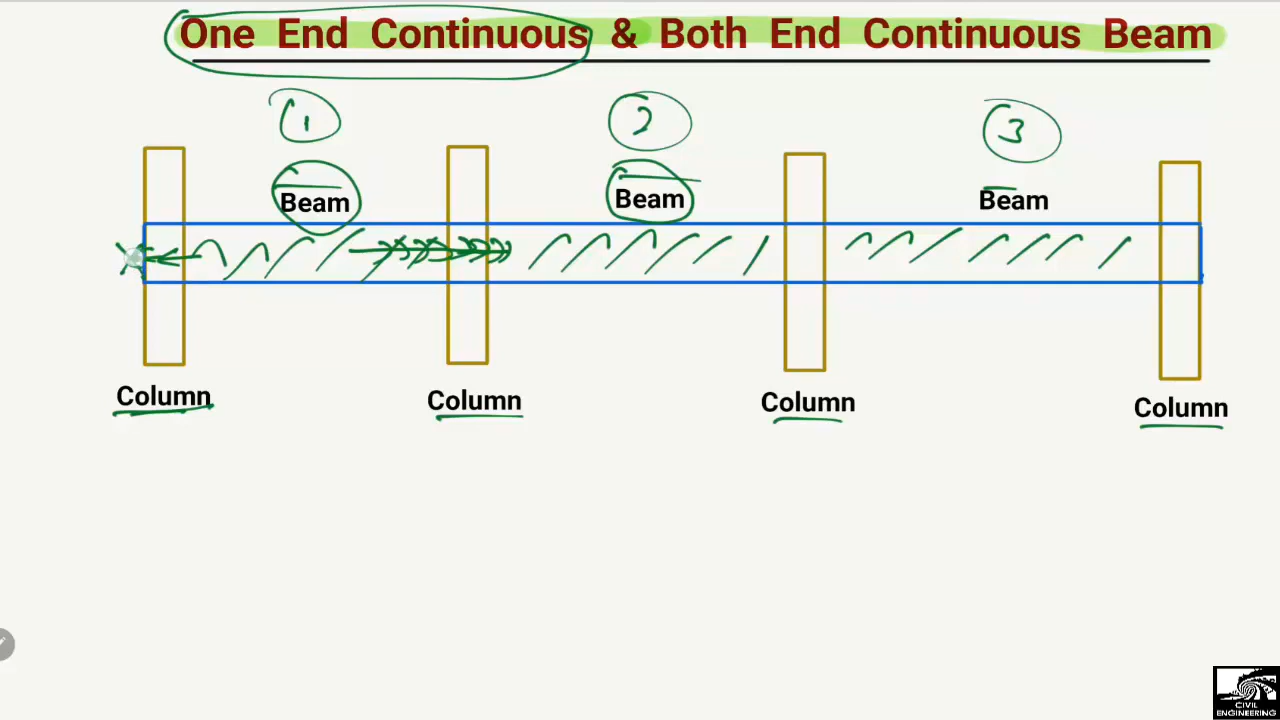 One End Continuous & Both End Continuous Beam
1 2 3
Beam Beam Beam
Column Column Column Column
CIVIL
ENGINEERING